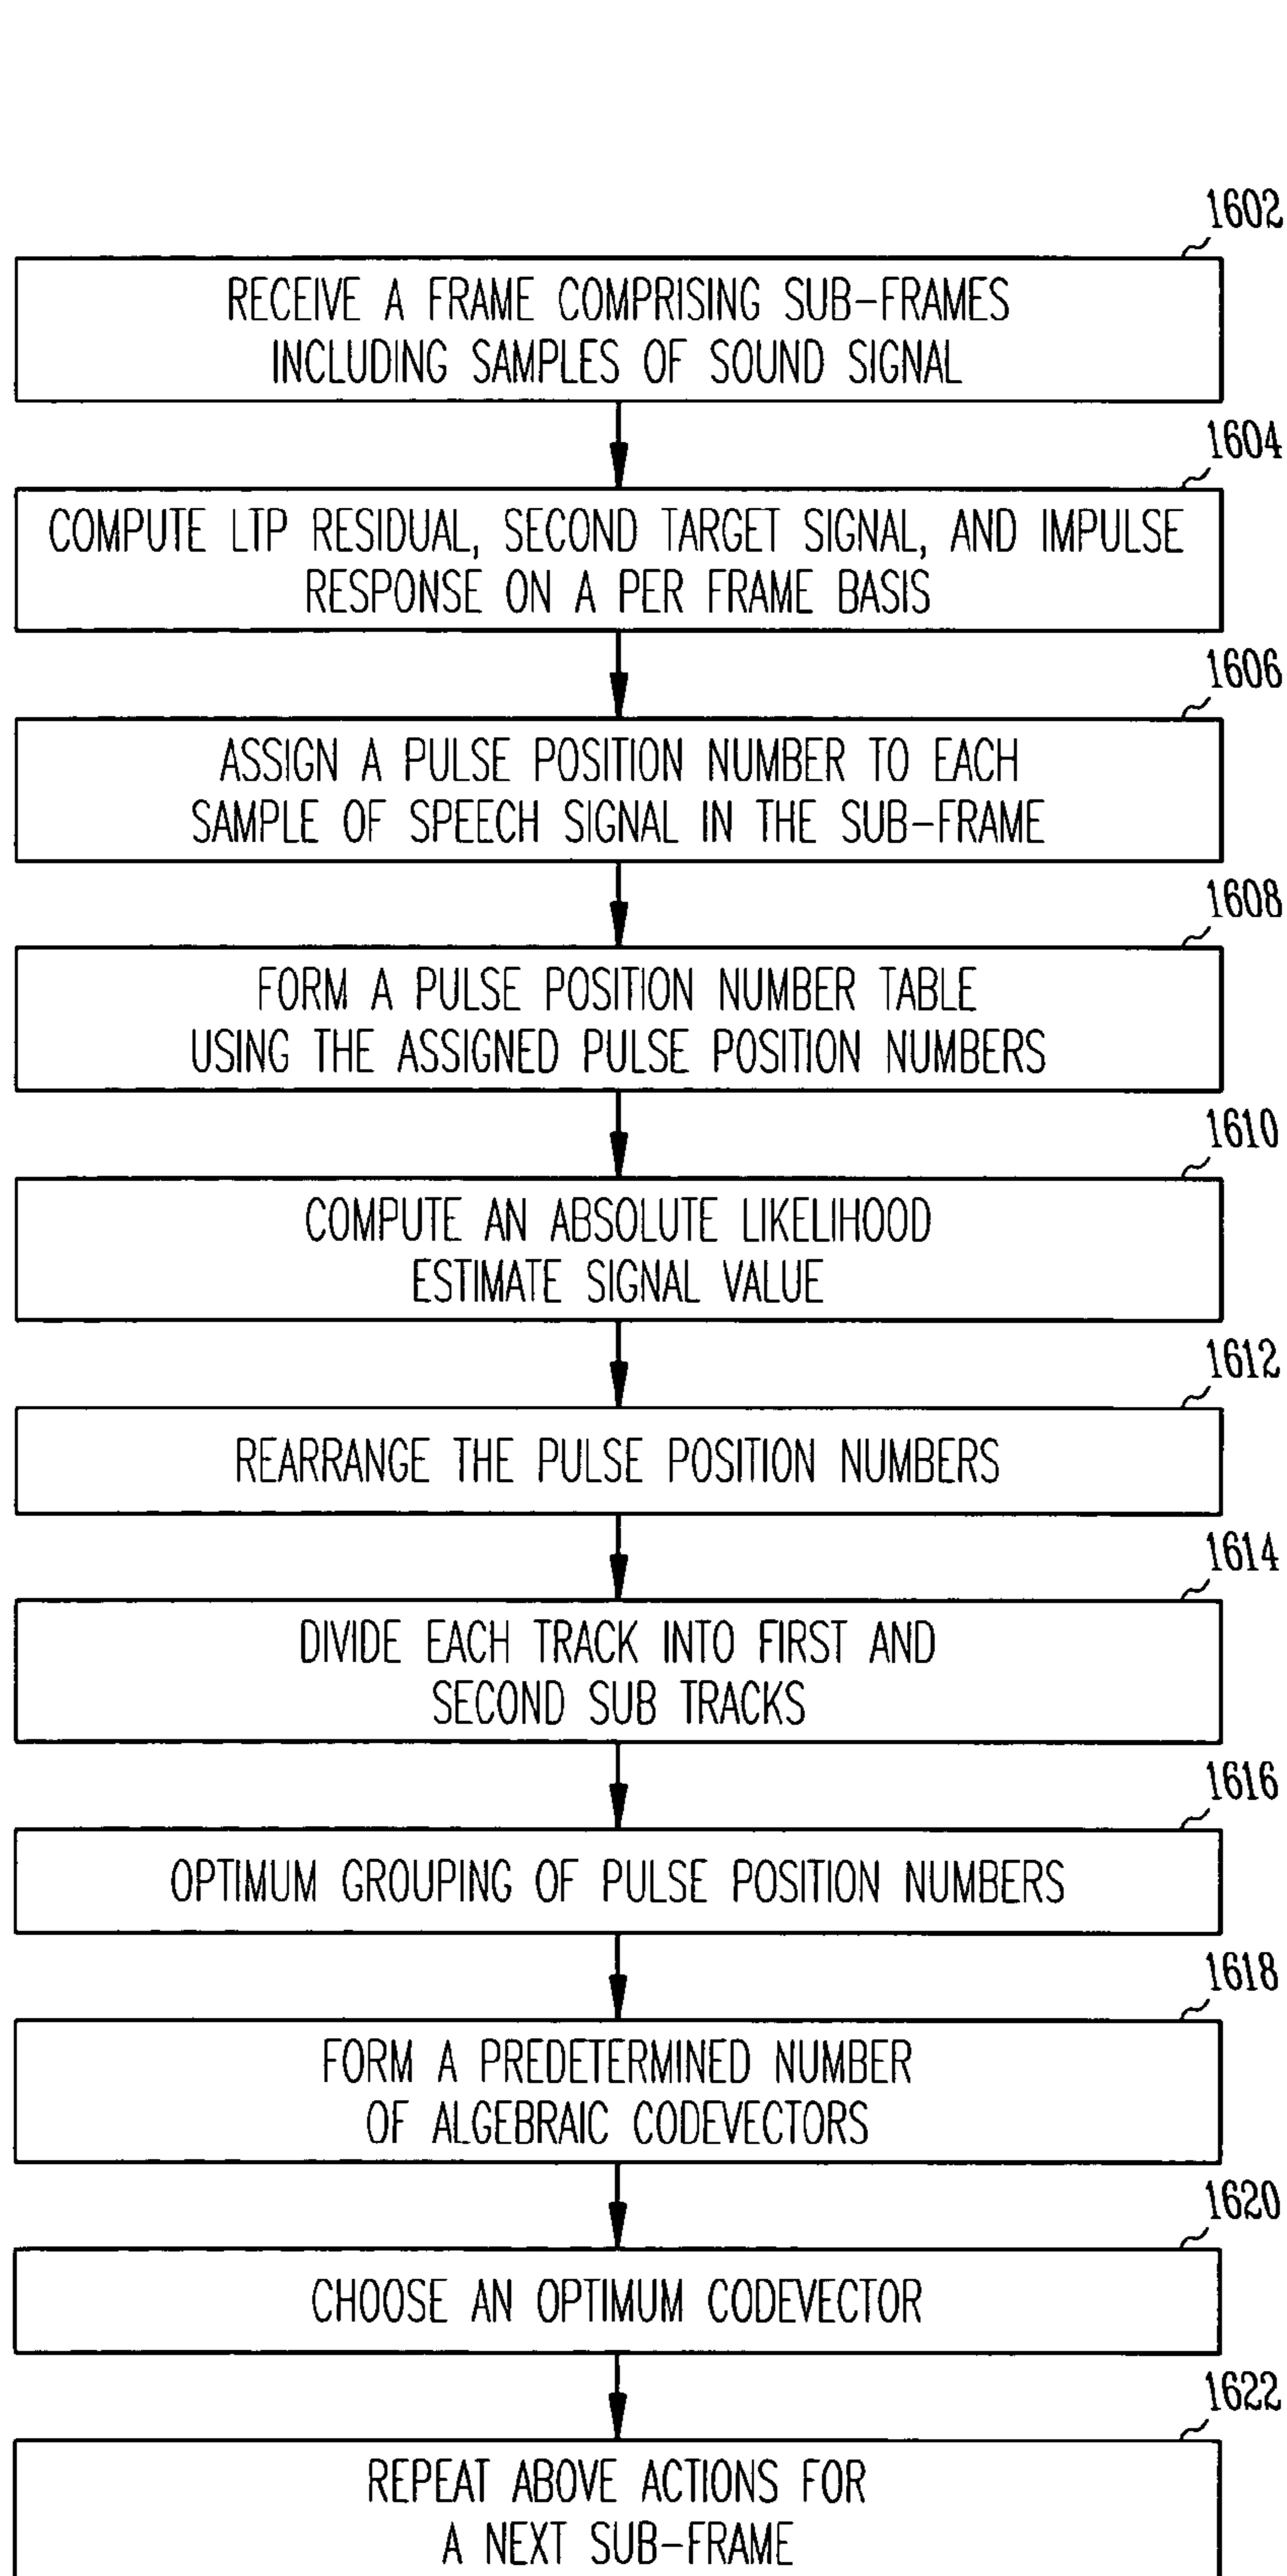 1602
RECEIVE A FRAME COMPRISING SUB-FRAMES
INCLUDING SAMPLES OF SOUND SIGNAL
1604
COMPUTE LTP RESIDUAL, SECOND TARGET SIGNAL, AND IMPULSE
RESPONSE ON A PER FRAME BASIS
1606
ASSIGN A PULSE POSITION NUMBER TO EACH
SAMPLE OF SPEECH SIGNAL IN THE SUB-FRAME
1608
FORM A PULSE POSITION NUMBER TABLE
USING THE ASSIGNED PULSE POSITION NUMBERS
1610
COMPUTE AN ABSOLUTE LIKELIHOOD
ESTIMATE SIGNAL VALUE
1612
REARRANGE THE PULSE POSITION NUMBERS
1614
DIVIDE EACH TRACK INTO FIRST AND
SECOND SUB TRACKS
1616
OPTIMUM GROUPING OF PULSE POSITION NUMBERS
1618
FORM A PREDETERMINED NUMBER
OF ALGEBRAIC CODEVECTORS
1620
CHOOSE AN OPTIMUM CODEVECTOR
1622
REPEAT ABOVE ACTIONS FOR
A NEXT SUB-FRAME